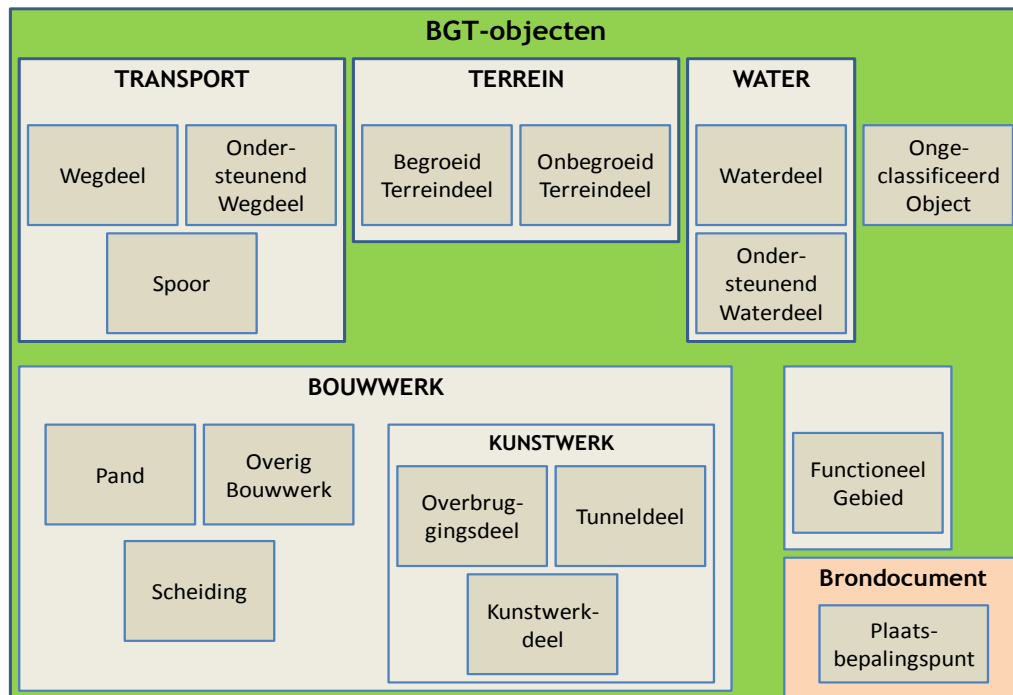 BGT-objecten
TRANSPORT
Wegdeel
Onder-
steunend
Wegdeel
Spoor
TERREIN
Begroeid
Terreindeel
Onbegroeid
Terreindeel
WATER
Waterdeel
Onder-
steunend
Waterdeel
Onge-
classificeerd
Object
BOUWWERK
Pand
Overig
Bouwwerk
Scheiding
KUNSTWERK
Overbrug-
gingsdeel
Tunneldeel
Kunstwerk-
deel
Functioneel
Gebied
Brondocument
Plaats-
bepalingspunt